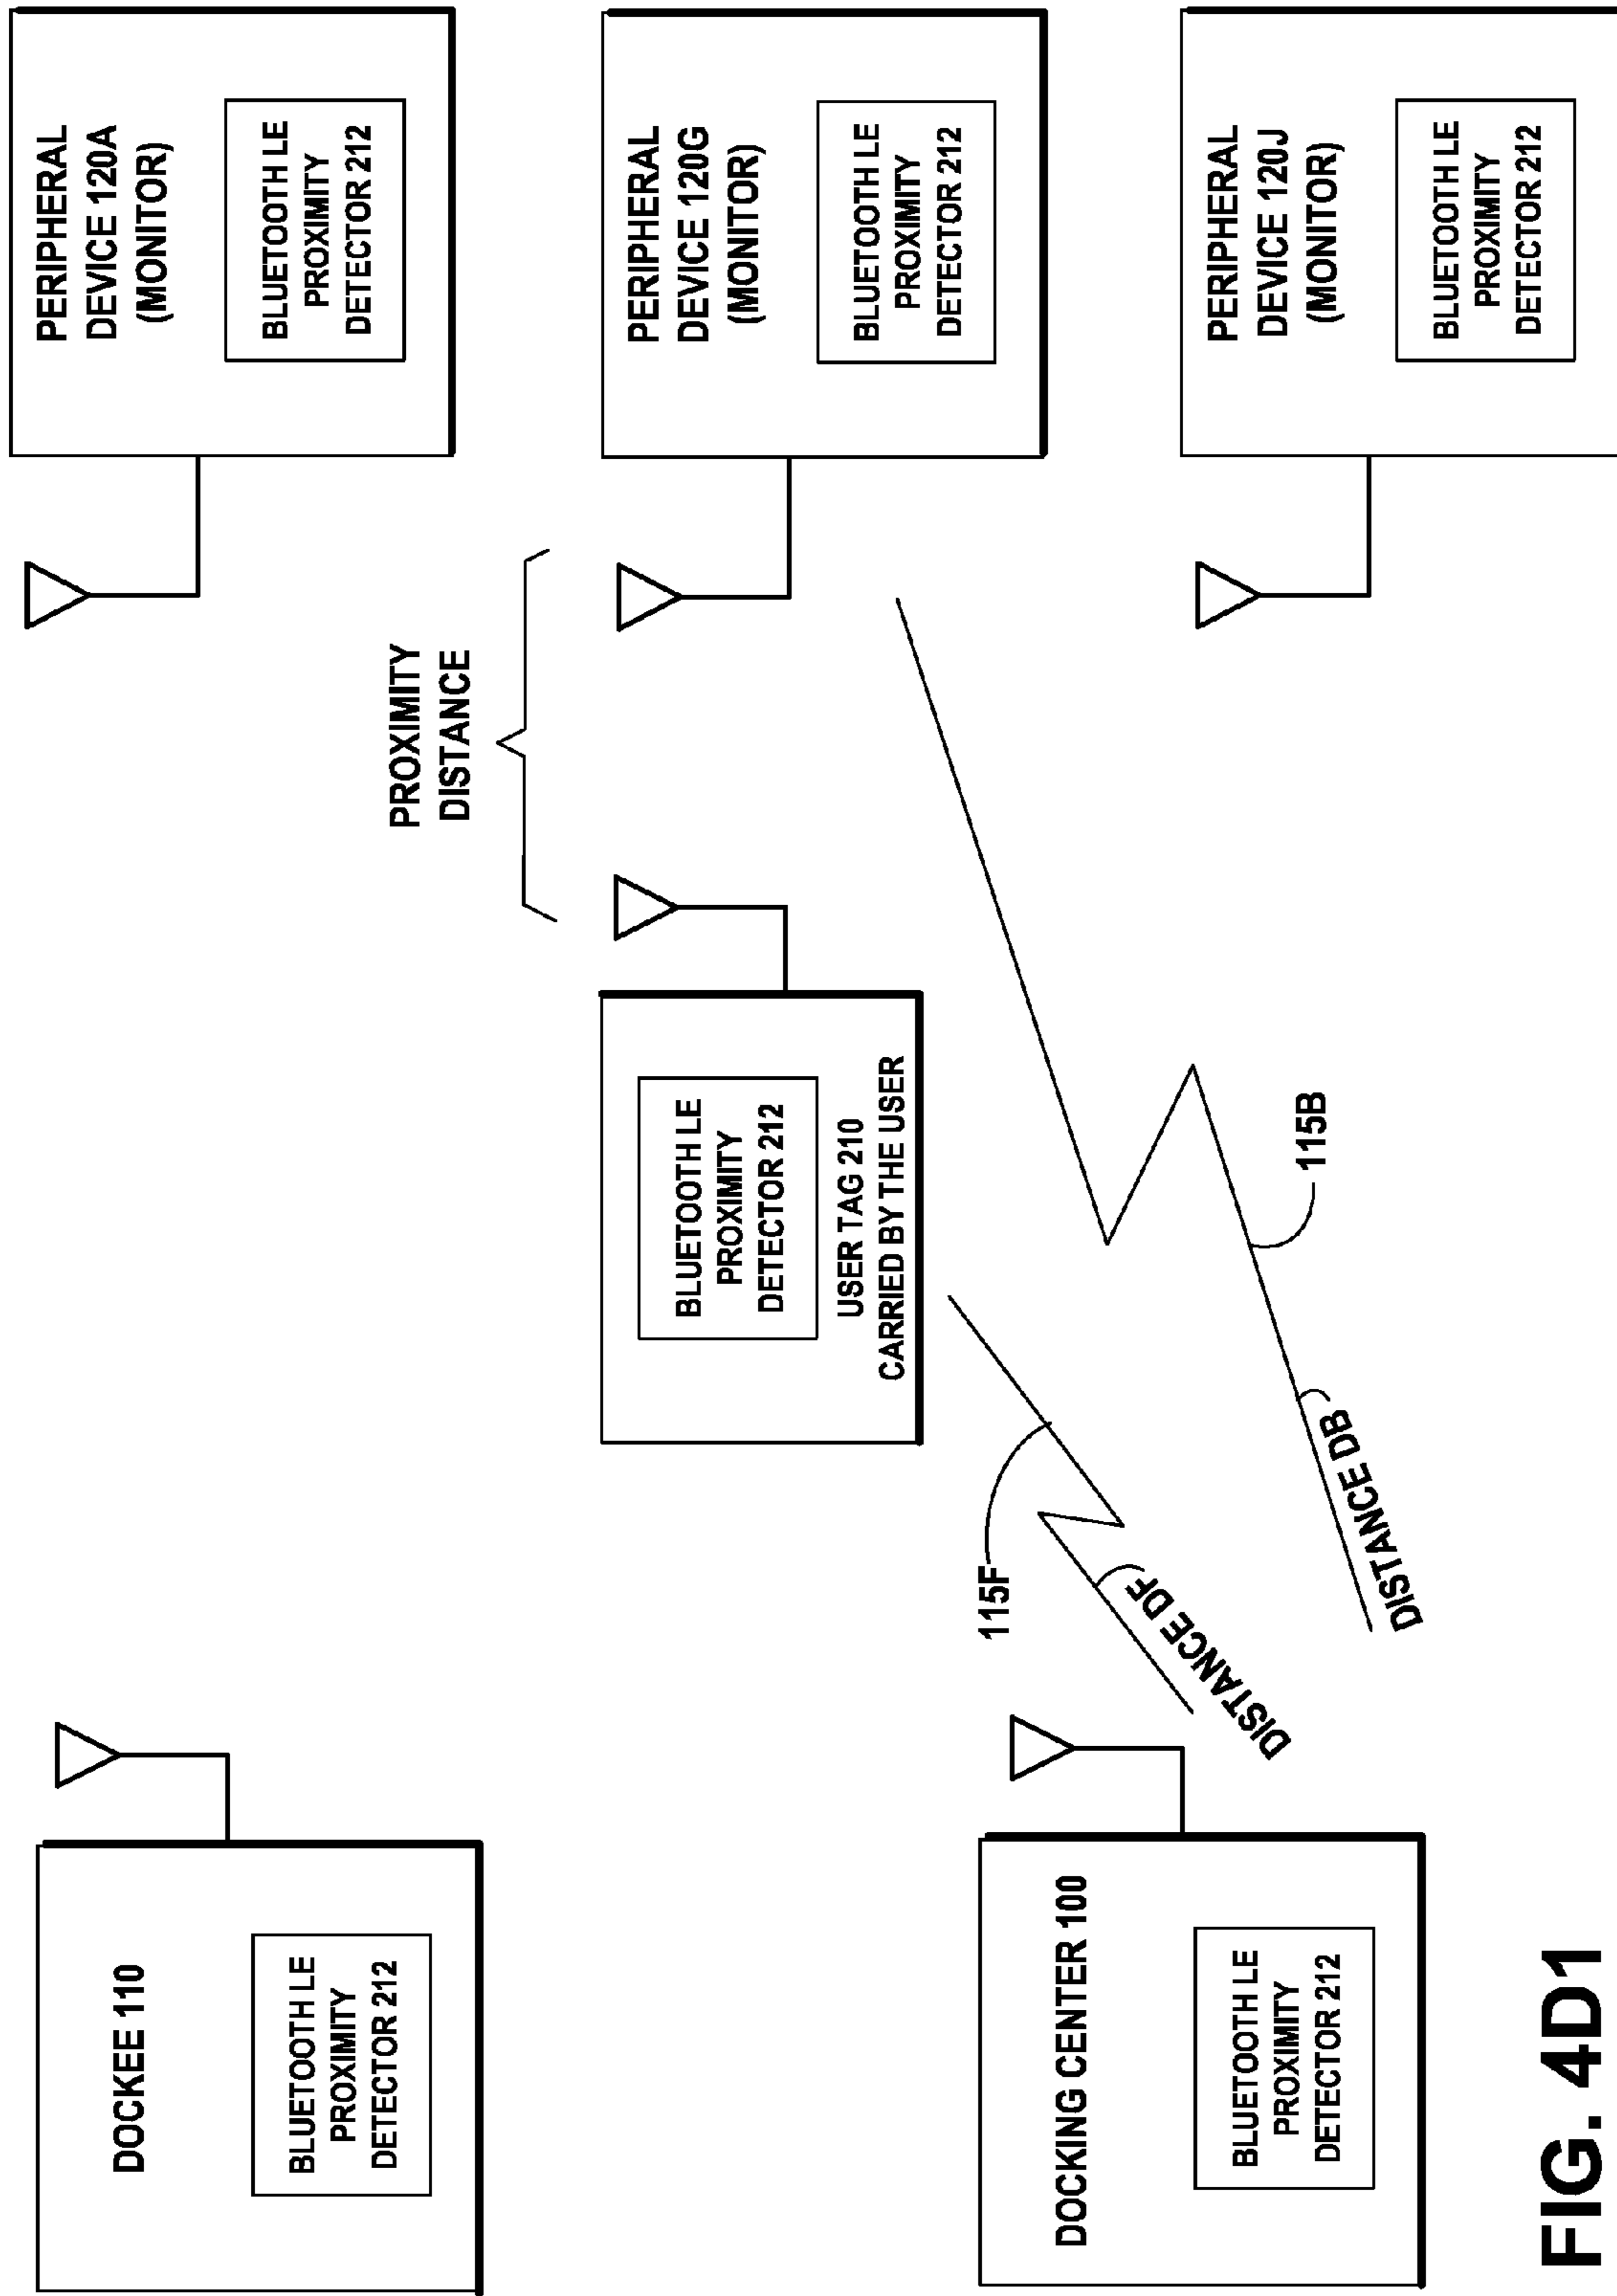 DOCKEE 110
BLUETOOTH LE
PROXIMITY
DETECTOR 212
DOCKING CENTER 100
BLUETOOTH LE
PROXIMITY
DETECTOR 212
115F
DISTANCE DF
DISTANCE DB
115B
BLUETOOTH LE
PROXIMITY
DETECTOR 212
USER TAG 210
CARRIED BY THE USER
PROXIMITY
DISTANCE
PERIPHERAL
DEVICE 120A
(MONITOR)
BLUETOOTH LE
PROXIMITY
DETECTOR 212
PERIPHERAL
DEVICE 120G
(MONITOR)
BLUETOOTH LE
PROXIMITY
DETECTOR 212
PERIPHERAL
DEVICE 120J
(MONITOR)
BLUETOOTH LE
PROXIMITY
DETECTOR 212
FIG. 4D1